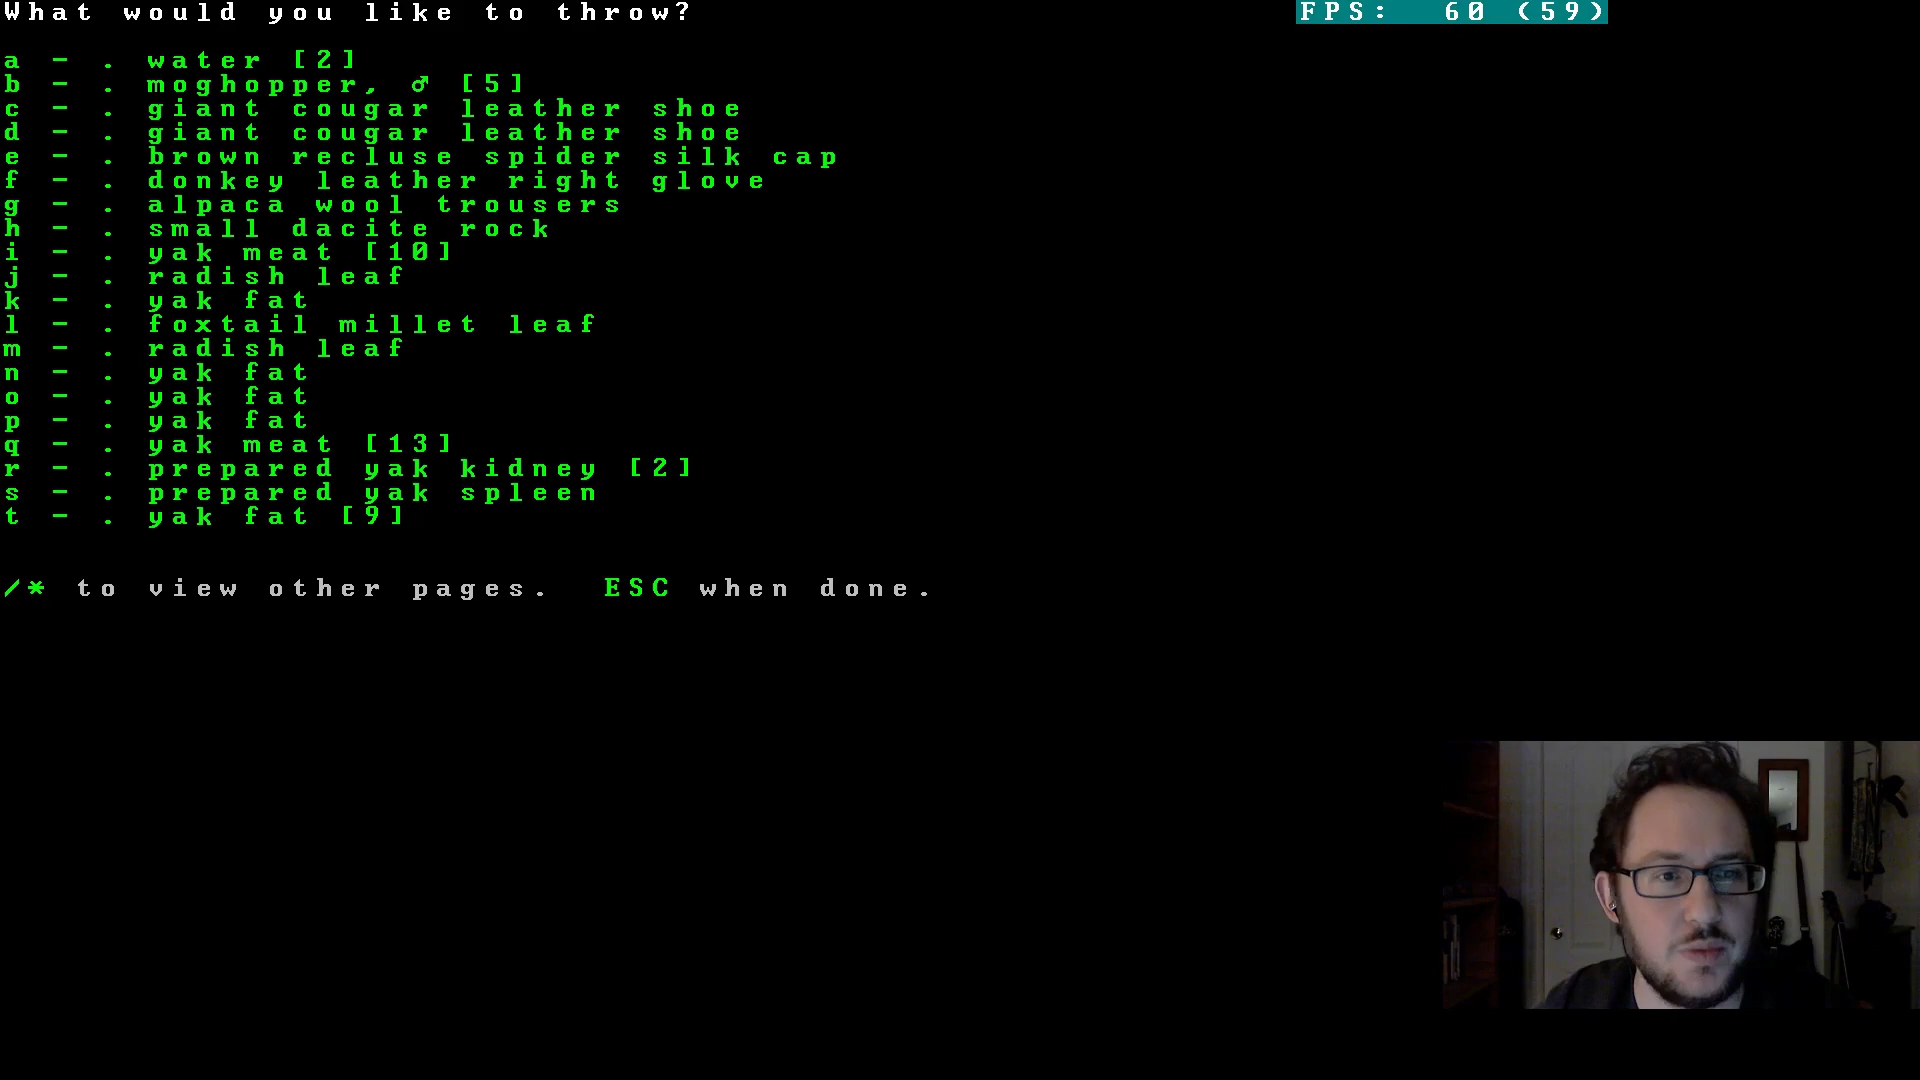 What would you like to throw?
FPS: 60 (59)
a - . water [2]
b - . moghopper, ♂ [5]
c - . giant cougar leather shoe
d - . giant cougar leather shoe
e - . brown recluse spider silk cap
f - . donkey leather right glove
g - . alpaca wool trousers
h - . small dacite rock
i - . yak meat [10]
j - . radish leaf
k - . yak fat
l - . foxtail millet leaf
m - . radish leaf
n - . yak fat
o - . yak fat
p - . yak fat
q - . yak meat [13]
r - . prepared yak kidney [2]
s - . prepared yak spleen
t - . yak fat [9]
/* to view other pages. ESC when done.